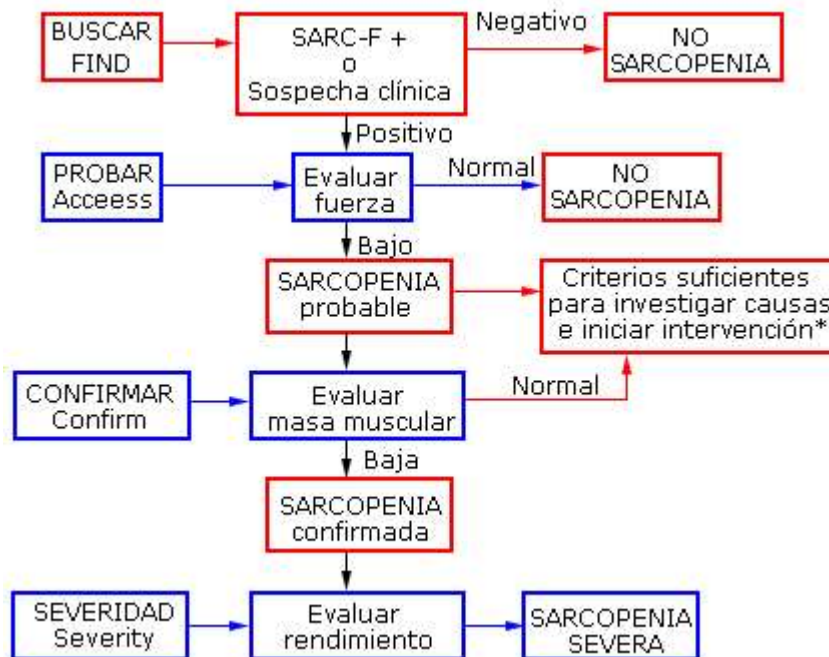 BUSCAR
FIND
SARC-F +
o
Sospecha clínica
Negativo
NO
SARCOPENIA
Positivo
PROBAR
Acceess
Evaluar
fuerza
Normal
NO
SARCOPENIA
Bajo
SARCOPENIA
probable
Criterios suficientes
para investigar causas
e iniciar intervención*
CONFIRMAR
Confirm
Evaluar
masa muscular
Normal
Baja
SARCOPENIA
confirmada
SEVERIDAD
Severity
Evaluar
rendimiento
SARCOPENIA
SEVERA